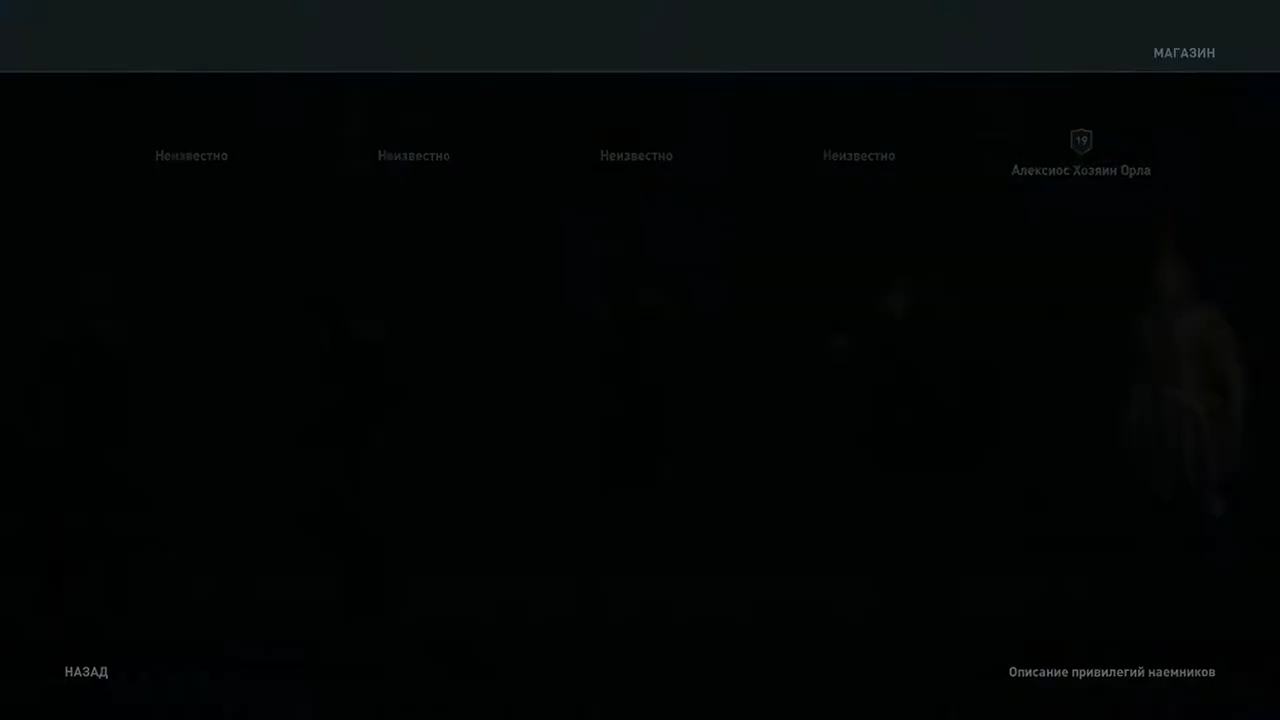 МАГАЗИН
Неизвестно
Неизвестно
Неизвестно
Неизвестно
19
Алексиос Хозяин Орла
НАЗАД
Описание привилегий наемников